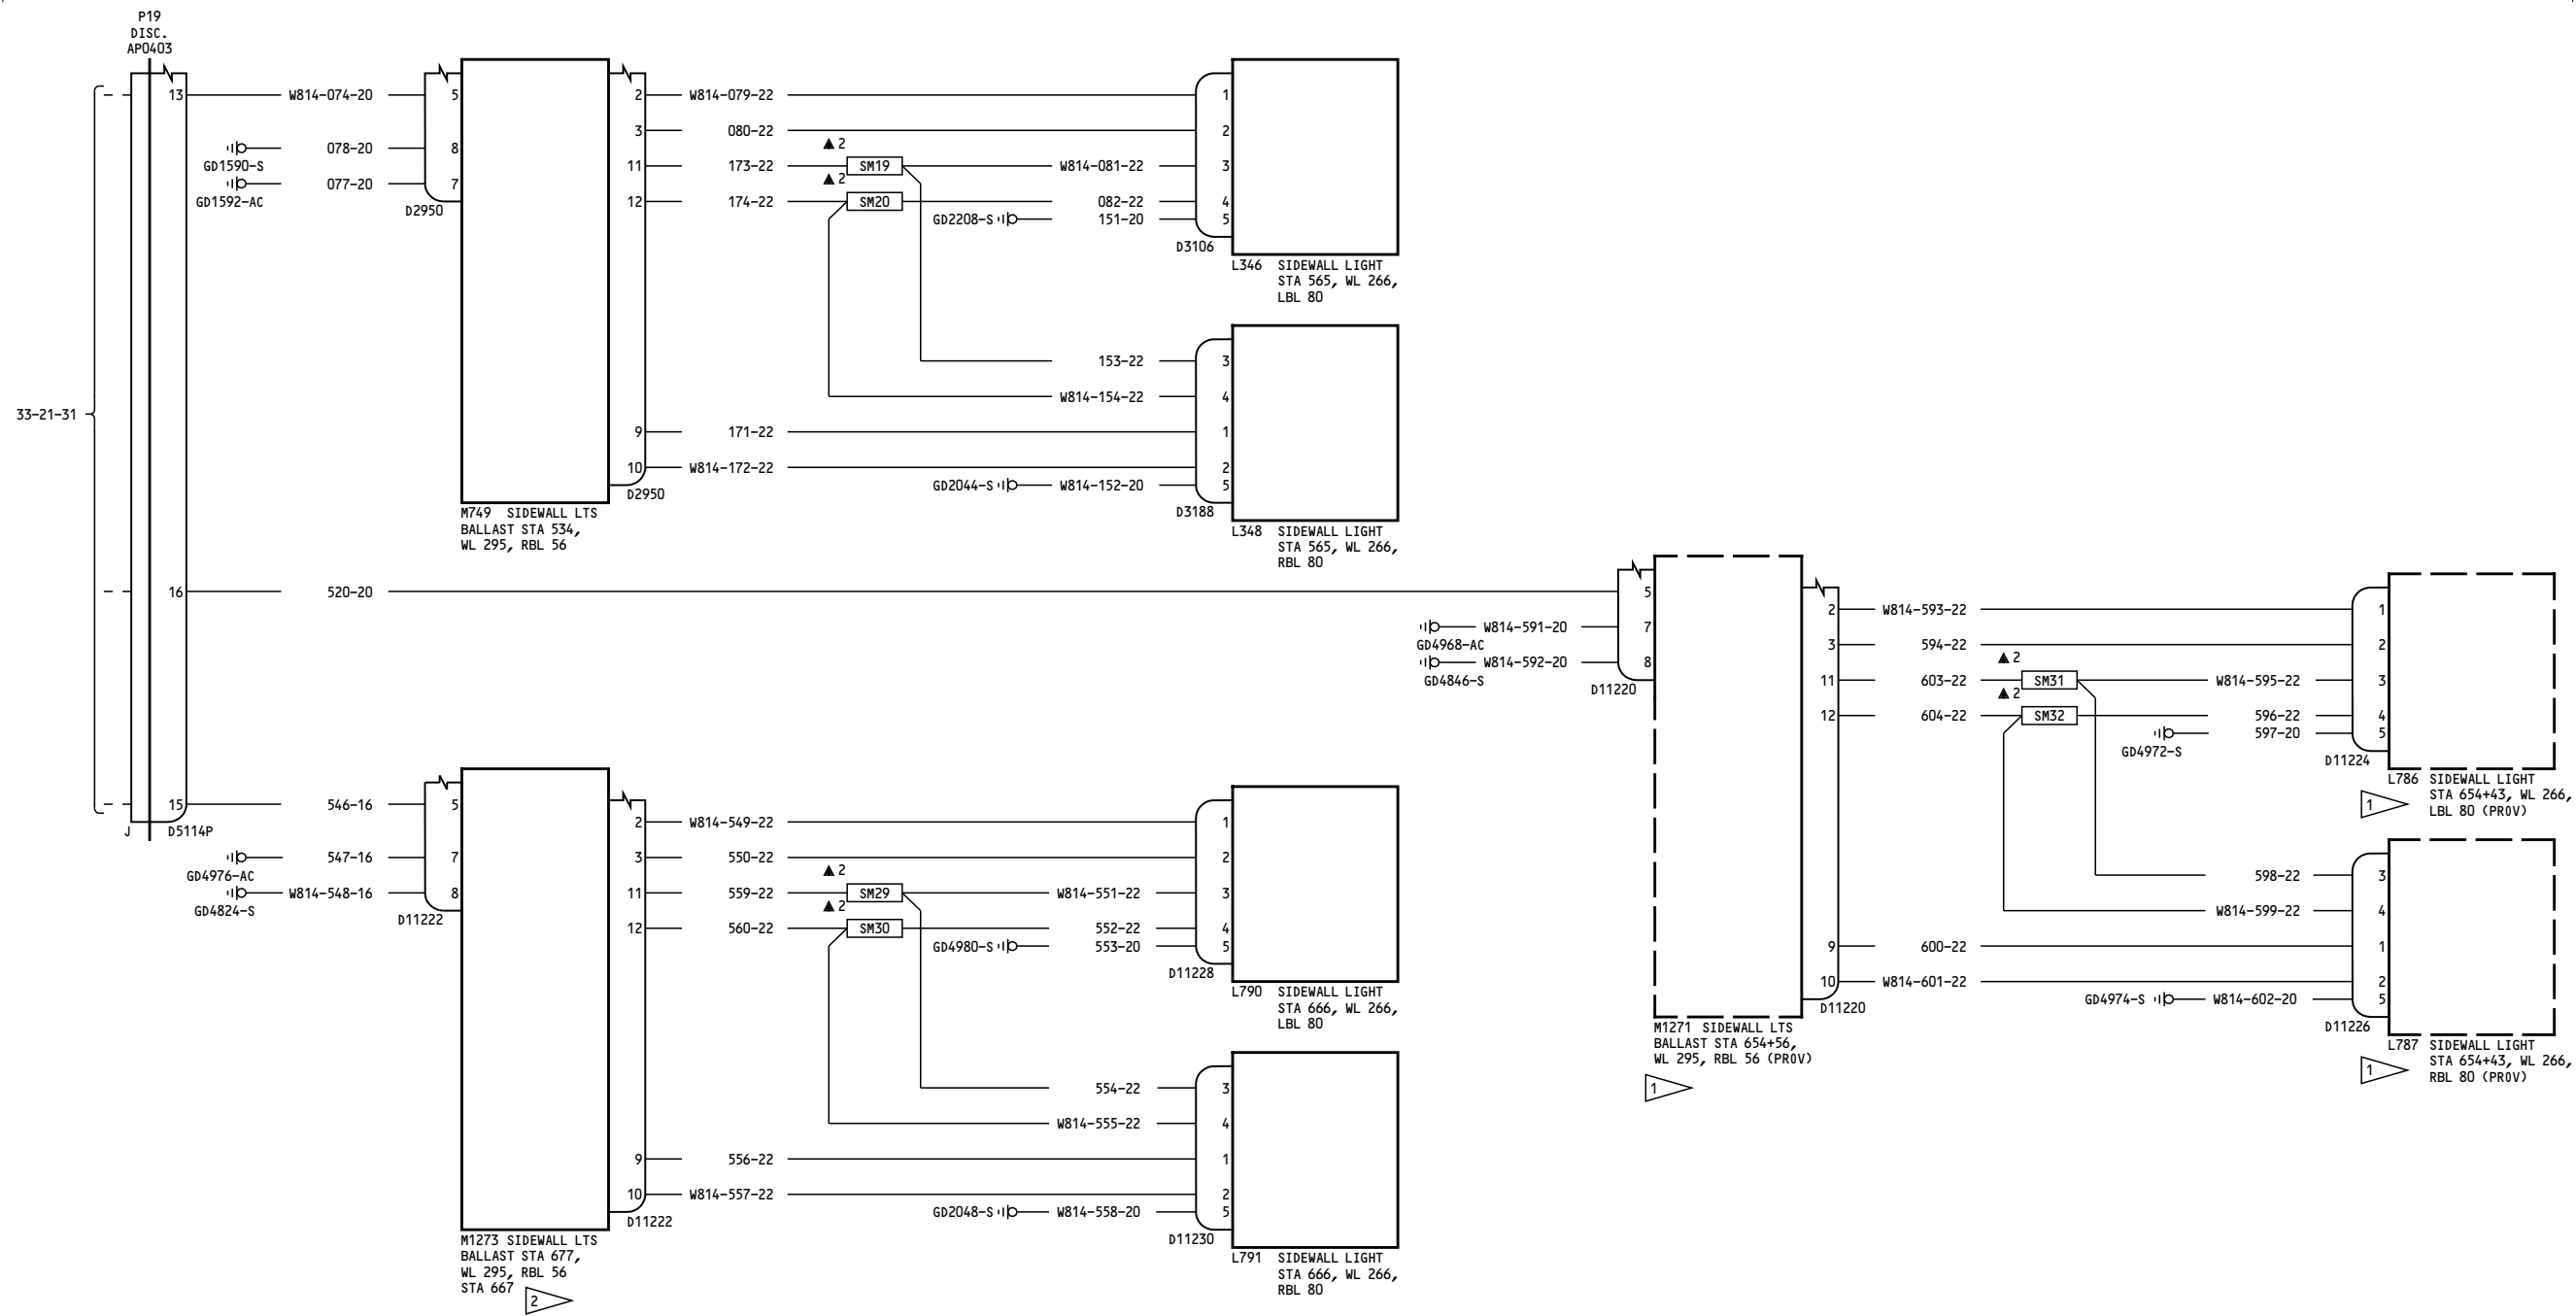 P19
DISC.
AP0403
33-21-31
13
16
15
J
D5114P
W814-074-20
5
GD1590-S
078-20
8
GD1592-AC
077-20
7
D2950
M749 SIDEWALL LTS
BALLAST STA 534,
WL 295, RBL 56
2
W814-079-22
1
3
080-22
2
▲ 2
11
173-22
SM19
W814-081-22
3
▲ 2
12
174-22
SM20
082-22
4
GD2208-S
151-20
5
D3106
L346 SIDEWALL LIGHT
STA 565, WL 266,
LBL 80
153-22
3
W814-154-22
4
9
171-22
1
10
W814-172-22
2
D2950
GD2044-S
W814-152-20
5
D3188
L348 SIDEWALL LIGHT
STA 565, WL 266,
RBL 80
520-20
5
GD4968-AC
W814-591-20
7
GD4846-S
W814-592-20
8
D11220
M1271 SIDEWALL LTS
BALLAST STA 654+56,
WL 295, RBL 56 (PROV)
1
2
W814-593-22
1
3
594-22
2
▲ 2
11
603-22
SM31
W814-595-22
3
▲ 2
12
604-22
SM32
596-22
4
GD4972-S
597-20
5
D11224
L786 SIDEWALL LIGHT
STA 654+43, WL 266,
LBL 80 (PROV)
1
598-22
3
W814-599-22
4
9
600-22
1
10
W814-601-22
2
D11220
GD4974-S
W814-602-20
5
D11226
L787 SIDEWALL LIGHT
STA 654+43, WL 266,
RBL 80 (PROV)
1
546-16
5
GD4976-AC
547-16
7
GD4824-S
W814-548-16
8
D11222
M1273 SIDEWALL LTS
BALLAST STA 677,
WL 295, RBL 56
STA 667
2
2
W814-549-22
1
3
550-22
2
▲ 2
11
559-22
SM29
W814-551-22
3
▲ 2
12
560-22
SM30
552-22
4
GD4980-S
553-20
5
D11228
L790 SIDEWALL LIGHT
STA 666, WL 266,
LBL 80
554-22
3
W814-555-22
4
9
556-22
1
10
W814-557-22
2
D11222
GD2048-S
W814-558-20
5
D11230
L791 SIDEWALL LIGHT
STA 666, WL 266,
RBL 80